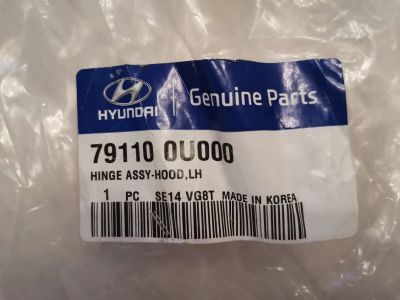 HYUNDAI
Genuine Parts
79110 0U000
HINGE ASSY-HOOD,LH
1 PC SE14 VG8T MADE IN KOREA